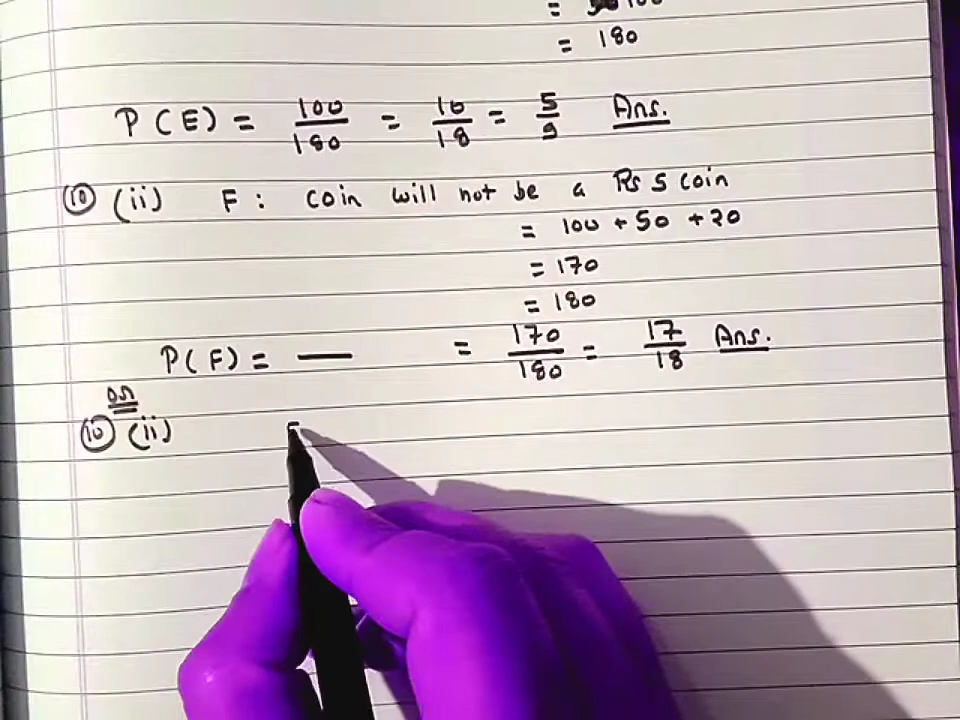 = 180
P(E) = 100/180 = 10/18 = 5/9 Ans.
10 (ii) F: coin will not be a Rs 5 coin
= 100 + 50 + 20
= 170
= 180
P(F) = — = 170/180 = 17/18 Ans.
OR
10 (ii)